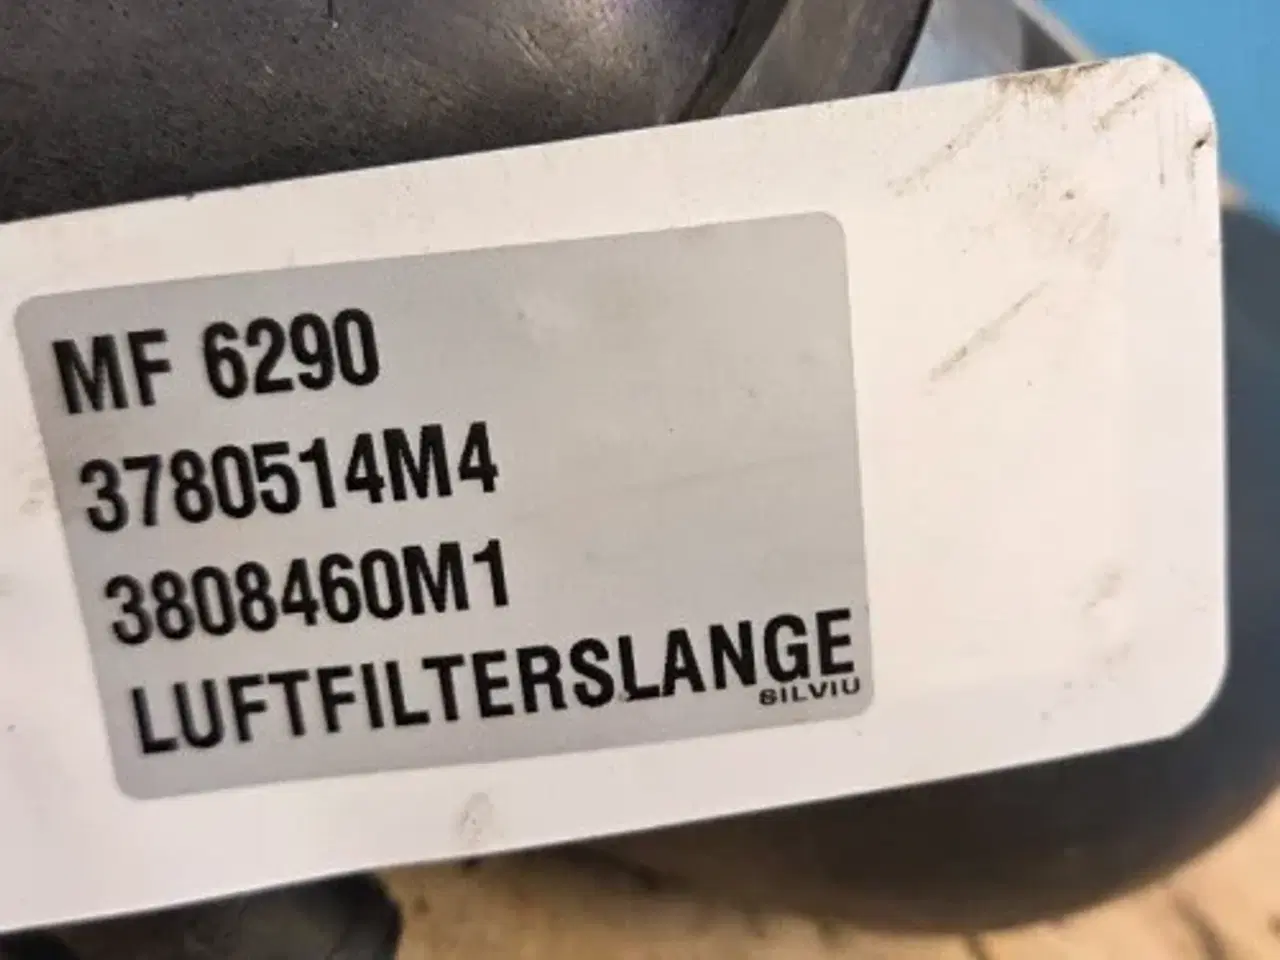 MF 6290
3780514M4
3808460M1
LUFTFILTERSLANGE
SILVIU